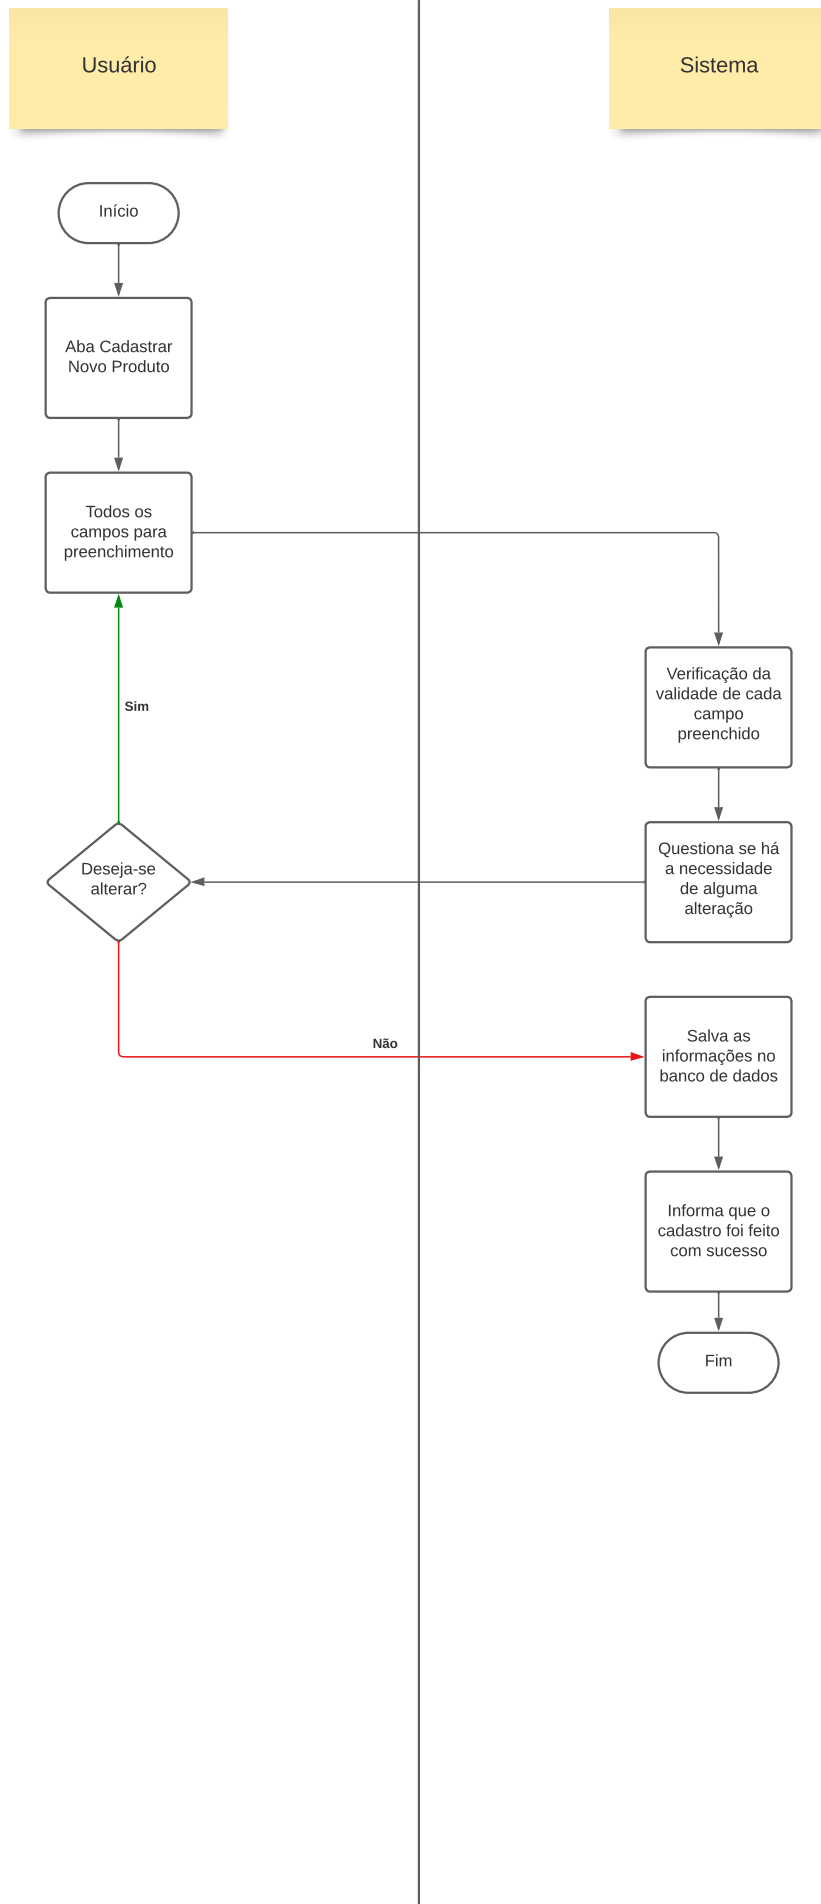 Usuário
Sistema
Início
Aba Cadastrar
Novo Produto
Todos os
campos para
preenchimento
Verificação da
validade de cada
campo
preenchido
Sim
Questiona se há
a necessidade
de alguma
alteração
Deseja-se
alterar?
Não
Salva as
informações no
banco de dados
Informa que o
cadastro foi feito
com sucesso
Fim